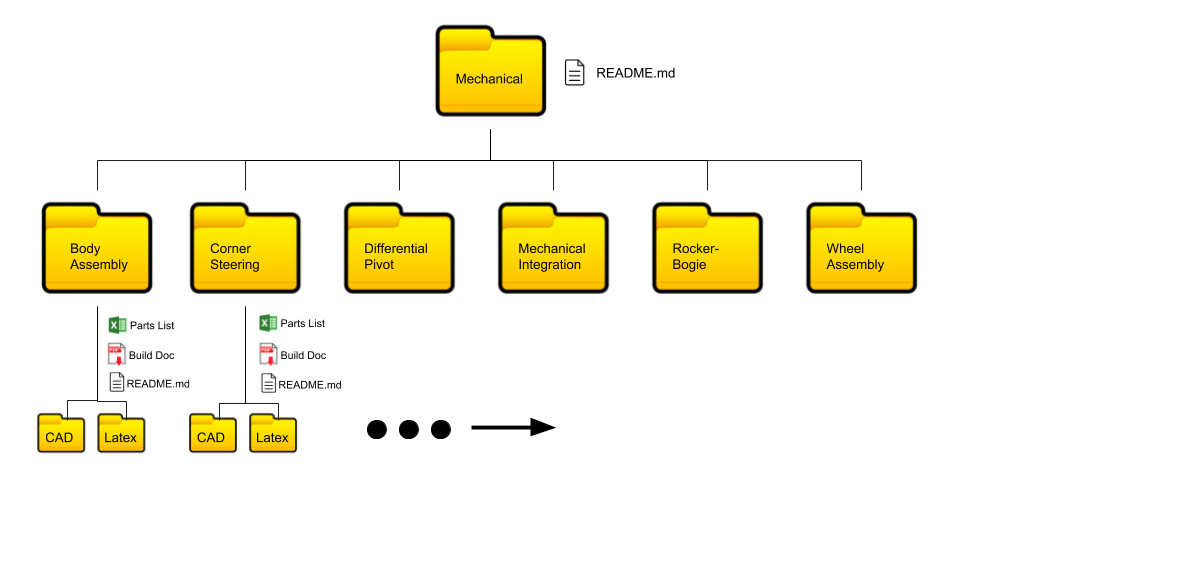 Mechanical
README.md
Body
Assembly
Corner
Steering
Differential
Pivot
Mechanical
Integration
Rocker-
Bogie
Wheel
Assembly
Parts List
Build Doc
README.md
Parts List
Build Doc
README.md
CAD
Latex
CAD
Latex